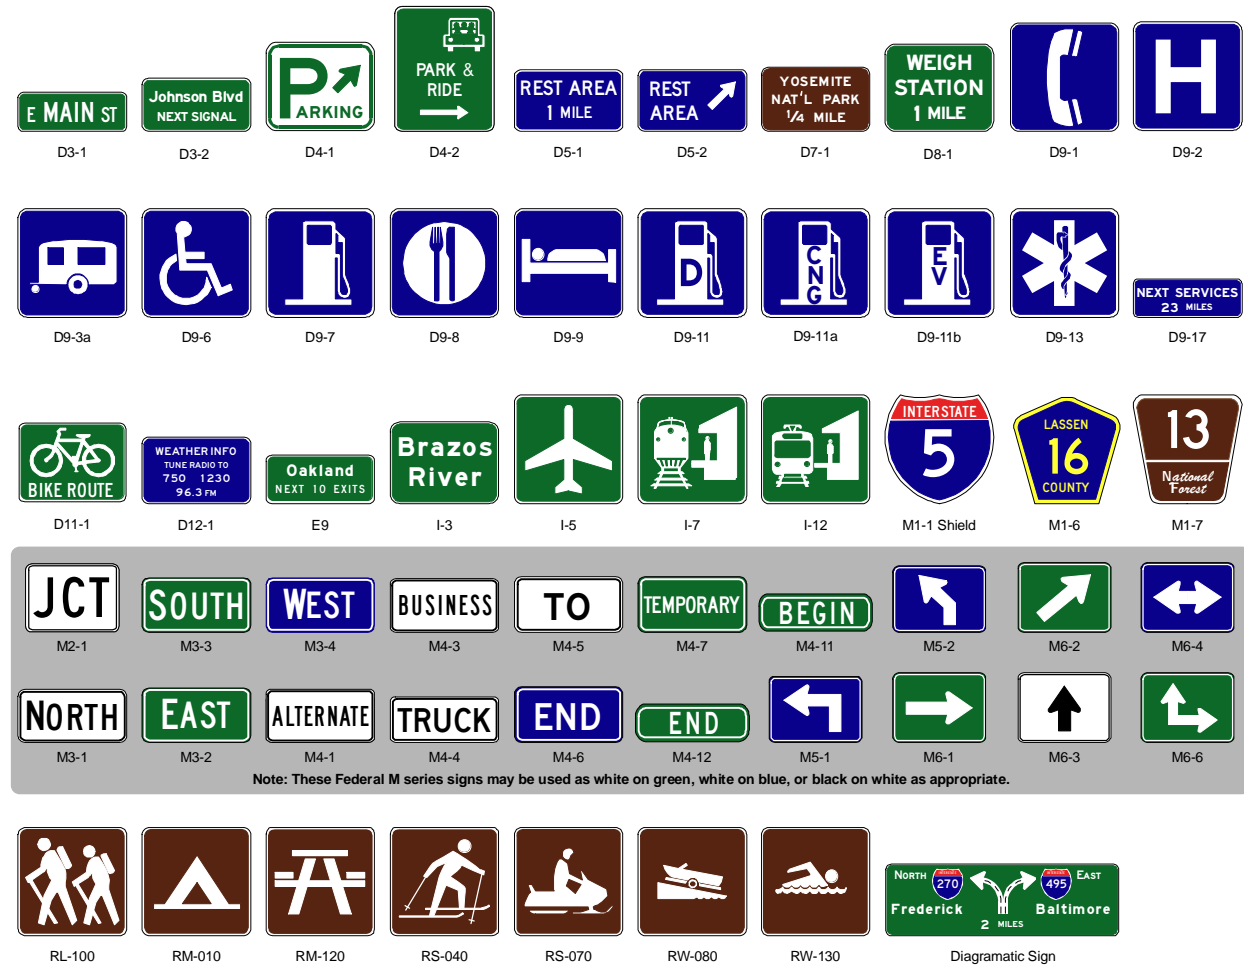 E MAIN ST
D3-1
Johnson Blvd
NEXT SIGNAL
D3-2
PARKING
D4-1
PARK &
RIDE
D4-2
REST AREA
1 MILE
D5-1
REST
AREA
D5-2
YOSEMITE
NAT'L PARK
1/4 MILE
D7-1
WEIGH
STATION
1 MILE
D8-1
D9-1
H
D9-2
D9-3a
D9-6
D9-7
D9-8
D9-9
D
D9-11
CNG
D9-11a
EV
D9-11b
D9-13
NEXT SERVICES
23 MILES
D9-17
BIKE ROUTE
D11-1
WEATHER INFO
TUNE RADIO TO
750 1230
96.3 FM
D12-1
Oakland
NEXT 10 EXITS
E9
Brazos
River
I-3
I-5
I-7
I-12
INTERSTATE
5
M1-1 Shield
LASSEN
16
COUNTY
M1-6
13
National
Forest
M1-7
JCT
M2-1
SOUTH
M3-3
WEST
M3-4
BUSINESS
M4-3
TO
M4-5
TEMPORARY
M4-7
BEGIN
M4-11
M5-2
M6-2
M6-4
NORTH
M3-1
EAST
M3-2
ALTERNATE
M4-1
TRUCK
M4-4
END
M4-6
END
M4-12
M5-1
M6-1
M6-3
M6-6
Note: These Federal M series signs may be used as white on green, white on blue, or black on white as appropriate.
RL-100
RM-010
RM-120
RS-040
RS-070
RW-080
RW-130
NORTH
INTERSTATE
270
INTERSTATE
495
EAST
Frederick
Baltimore
2 MILES
Diagramatic Sign